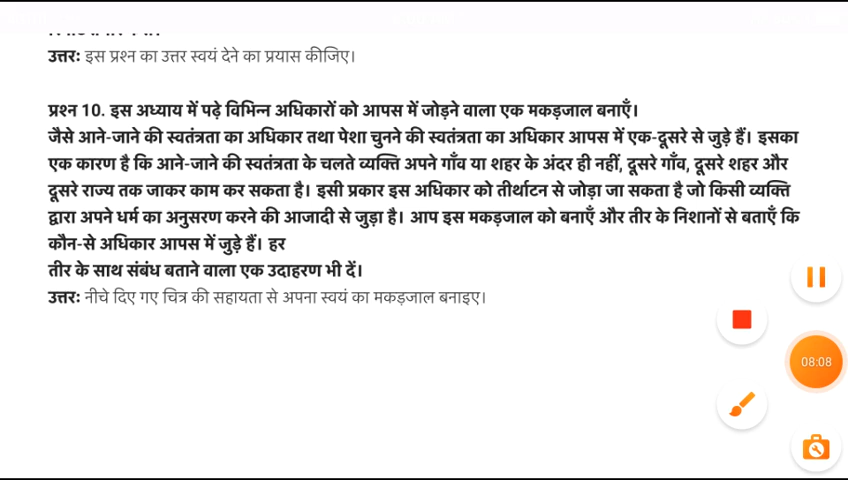 उत्तरः इस प्रश्न का उत्तर स्वयं देने का प्रयास कीजिए।
प्रश्न 10. इस अध्याय में पढ़े विभिन्न अधिकारों को आपस में जोड़ने वाला एक मकड़जाल बनाएँ।
जैसे आने-जाने की स्वतंत्रता का अधिकार तथा पेशा चुनने की स्वतंत्रता का अधिकार आपस में एक-दूसरे से जुड़े हैं। इसका
एक कारण है कि आने-जाने की स्वतंत्रता के चलते व्यक्ति अपने गाँव या शहर के अंदर ही नहीं, दूसरे गाँव, दूसरे शहर और
दूसरे राज्य तक जाकर काम कर सकता है। इसी प्रकार इस अधिकार को तीर्थाटन से जोड़ा जा सकता है जो किसी व्यक्ति
द्वारा अपने धर्म का अनुसरण करने की आजादी से जुड़ा है। आप इस मकड़जाल को बनाएँ और तीर के निशानों से बताएँ कि
कौन-से अधिकार आपस में जुड़े हैं। हर
तीर के साथ संबंध बताने वाला एक उदाहरण भी दें।
उत्तरः नीचे दिए गए चित्र की सहायता से अपना स्वयं का मकड़जाल बनाइए।
08:08